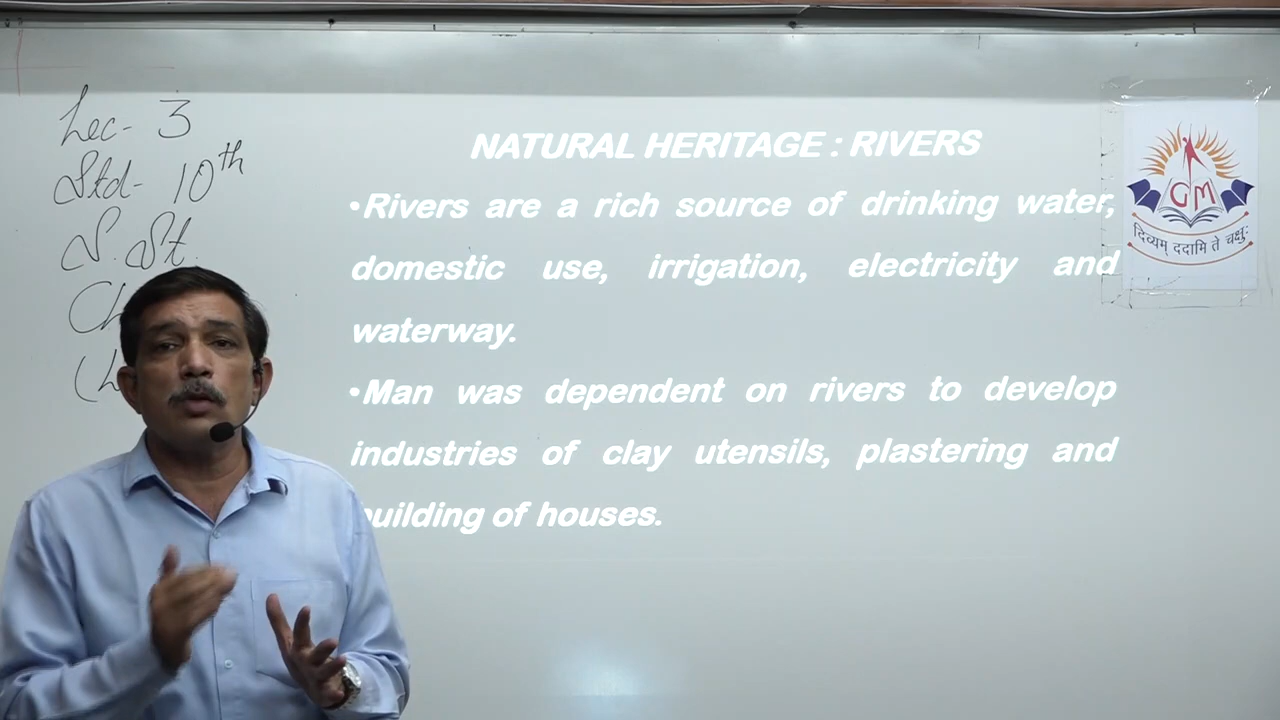 Lec- 3
Std- 10th
S. St.
Ch
NATURAL HERITAGE : RIVERS
•Rivers are a rich source of drinking water,
domestic use, irrigation, electricity and
waterway.
•Man was dependent on rivers to develop
industries of clay utensils, plastering and
building of houses.
GM
दिव्यम् ददामि ते चक्षुः